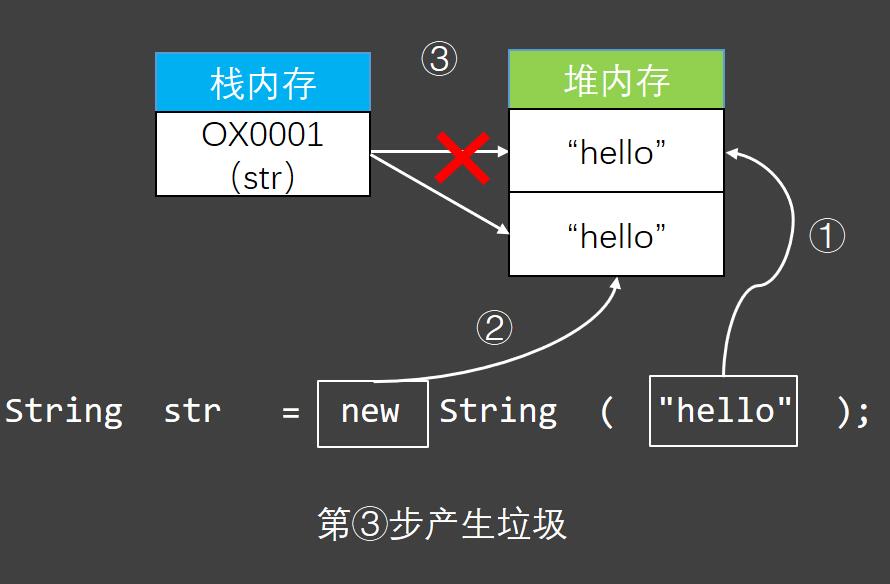 ③
栈内存
堆内存
OX0001
（str）
“hello”
“hello”
①
②
String str = new String ( "hello" );
第③步产生垃圾